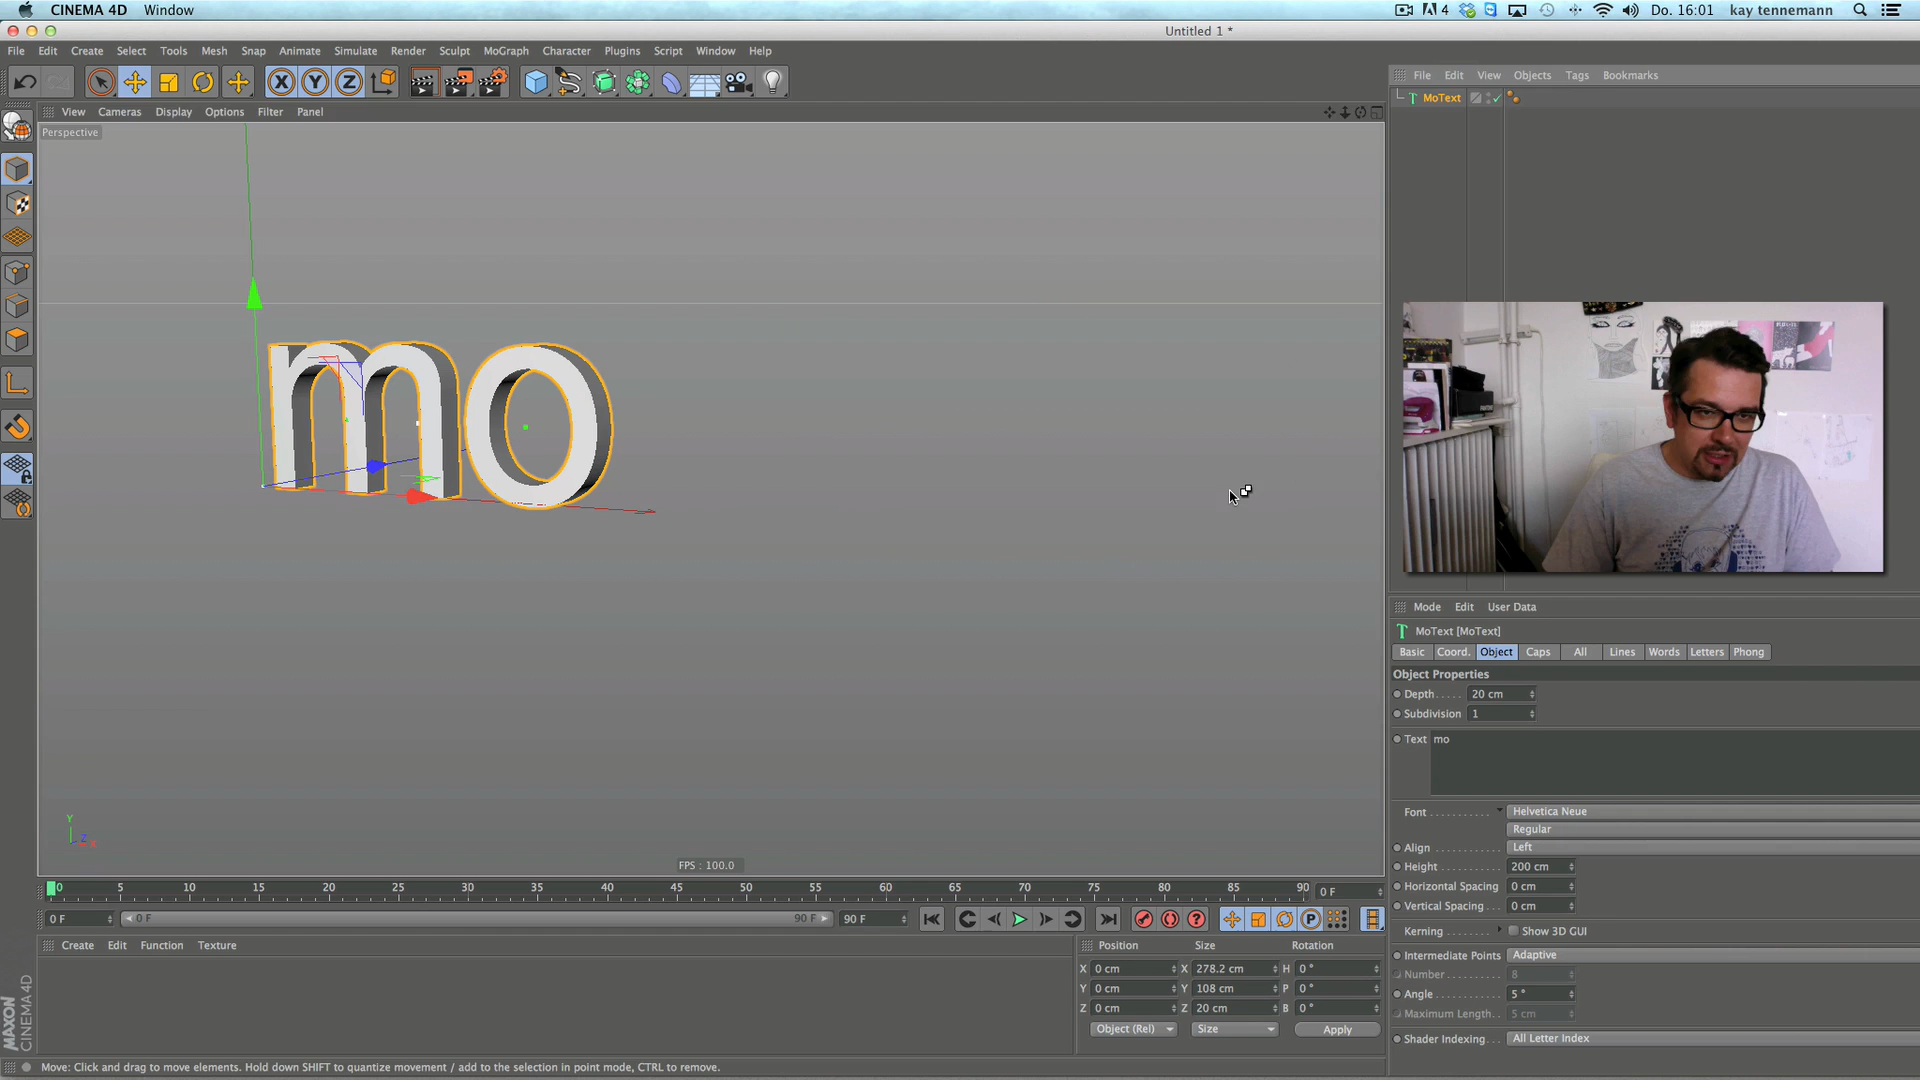 CINEMA 4D Window
4 Do. 16:01 kay tennemann
Untitled 1 *
File Edit Create Select Tools Mesh Snap Animate Simulate Render Sculpt MoGraph Character Plugins Script Window Help
X Y Z
File Edit View Objects Tags Bookmarks
MoText
View Cameras Display Options Filter Panel
Perspective
mo
Y
Z
X
FPS : 100.0
Mode Edit User Data
MoText [MoText]
Basic Coord. Object Caps All Lines Words Letters Phong
Object Properties
Depth 20 cm
Subdivision 1
Text mo
Font Helvetica Neue
Regular
Align Left
Height 200 cm
Horizontal Spacing 0 cm
Vertical Spacing 0 cm
Kerning Show 3D GUI
Intermediate Points Adaptive
Number 8
Angle 5 °
Maximum Length 5 cm
Shader Indexing All Letter Index
0 5 10 15 20 25 30 35 40 45 50 55 60 65 70 75 80 85 90 0 F
0 F 0 F 90 F 90 F P
Create Edit Function Texture
Position Size Rotation
X 0 cm X 278.2 cm H 0 °
Y 0 cm Y 108 cm P 0 °
Z 0 cm Z 20 cm B 0 °
Object (Rel) Size Apply
MAXON
CINEMA 4D
Move: Click and drag to move elements. Hold down SHIFT to quantize movement / add to the selection in point mode, CTRL to remove.